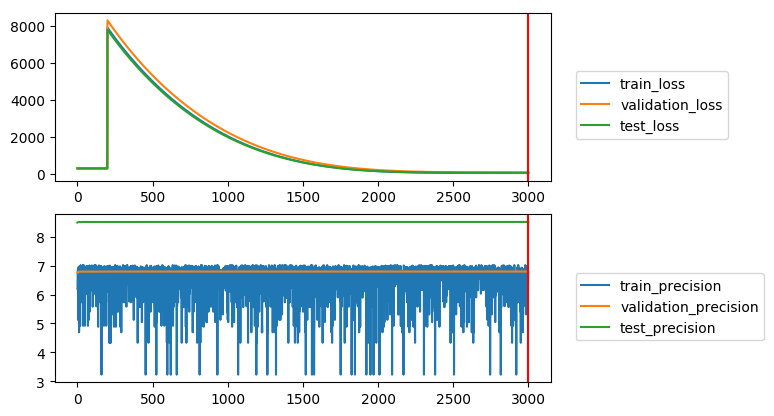 8000
6000
4000
2000
0
0 500 1000 1500 2000 2500 3000
train_loss
validation_loss
test_loss
8
7
6
5
4
3
0 500 1000 1500 2000 2500 3000
train_precision
validation_precision
test_precision